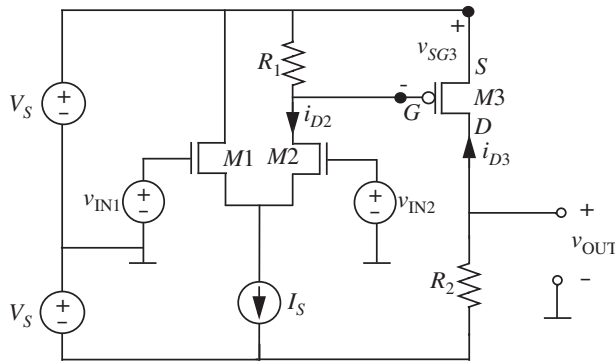 +
v_SG3
S
R_1
-
G
M3
D
V_S
+
-
i_D2
M1
M2
i_D3
v_IN1
+
-
+
-
v_IN2
+
v_OUT
-
V_S
+
-
I_S
R_2